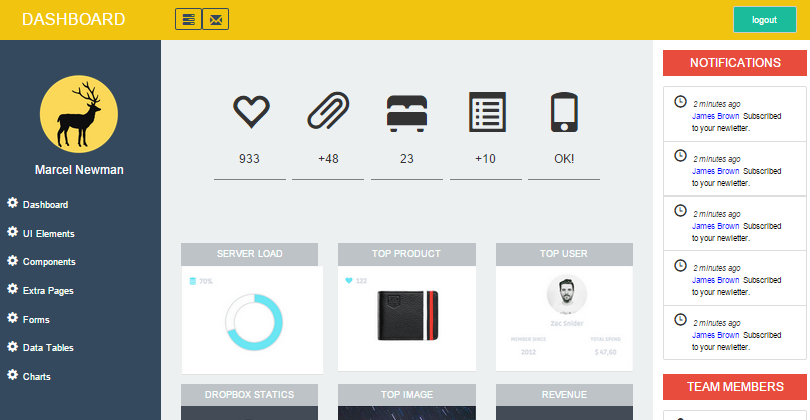 DASHBOARD
logout
Marcel Newman
Dashboard
UI Elements
Components
Extra Pages
Forms
Data Tables
Charts
933
+48
23
+10
OK!
SERVER LOAD
70%
TOP PRODUCT
122
TOP USER
Zac Snider
MEMBER SINCE
TOTAL SPEND
2012
$ 47,60
DROPBOX STATICS
TOP IMAGE
REVENUE
NOTIFICATIONS
2 minutes ago
James Brown Subscribed
to your newletter.
2 minutes ago
James Brown Subscribed
to your newletter.
2 minutes ago
James Brown Subscribed
to your newletter.
2 minutes ago
James Brown Subscribed
to your newletter.
2 minutes ago
James Brown Subscribed
to your newletter.
TEAM MEMBERS